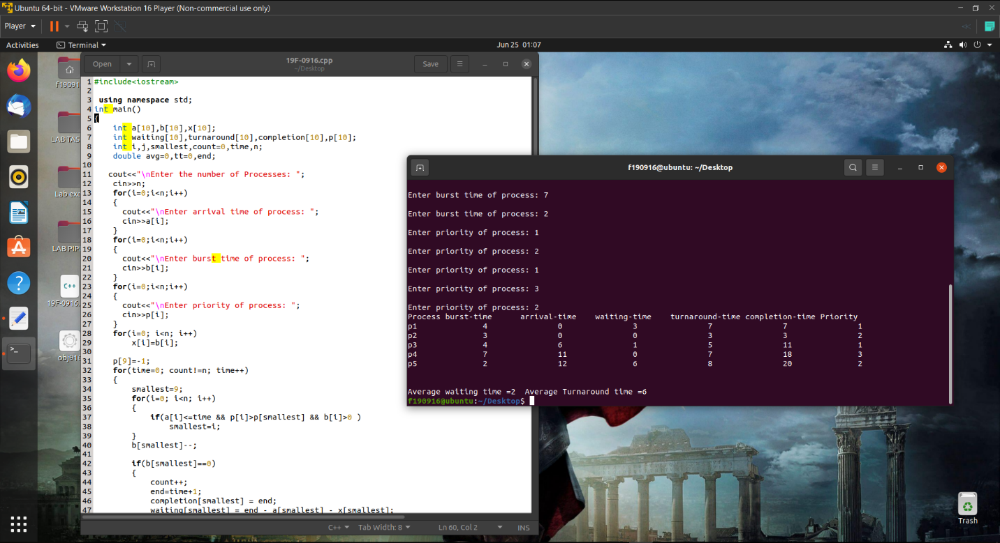 Ubuntu 64-bit - VMware Workstation 16 Player (Non-commercial use only)
Player
Activities
Terminal
Jun 25 01:07
Open
19F-0916.cpp
~/Desktop
Save
f19091
LAB TAS
Lab exe
LAB PIP
C++
19F-0916.
obj916
1 #include<iostream>
2
3 using namespace std;
4 int main()
5 {
6 int a[10],b[10],x[10];
7 int waiting[10],turnaround[10],completion[10],p[10];
8 int i,j,smallest,count=0,time,n;
9 double avg=0,tt=0,end;
10
11 cout<<"\nEnter the number of Processes: ";
12 cin>>n;
13 for(i=0;i<n;i++)
14 {
15 cout<<"\nEnter arrival time of process: ";
16 cin>>a[i];
17 }
18 for(i=0;i<n;i++)
19 {
20 cout<<"\nEnter burst time of process: ";
21 cin>>b[i];
22 }
23 for(i=0;i<n;i++)
24 {
25 cout<<"\nEnter priority of process: ";
26 cin>>p[i];
27 }
28 for(i=0; i<n; i++)
29 x[i]=b[i];
30
31 p[9]=-1;
32 for(time=0; count!=n; time++)
33 {
34 smallest=9;
35 for(i=0; i<n; i++)
36 {
37 if(a[i]<=time && p[i]>p[smallest] && b[i]>0 )
38 smallest=i;
39 }
40 b[smallest]--;
41
42 if(b[smallest]==0)
43 {
44 count++;
45 end=time+1;
46 completion[smallest] = end;
47 waiting[smallest] = end - a[smallest] - x[smallest];
C++ Tab Width: 8 Ln 60, Col 2 INS
f190916@ubuntu: ~/Desktop
Enter burst time of process: 7
Enter burst time of process: 2
Enter priority of process: 1
Enter priority of process: 2
Enter priority of process: 1
Enter priority of process: 3
Enter priority of process: 2
Process burst-time arrival-time waiting-time turnaround-time completion-time Priority
p1 4 0 3 7 7 1
p2 3 0 0 3 3 2
p3 4 6 1 5 11 1
p4 7 11 0 7 18 3
p5 2 12 6 8 20 2
Average waiting time =2 Average Turnaround time =6
f190916@ubuntu:~/Desktop$
Trash